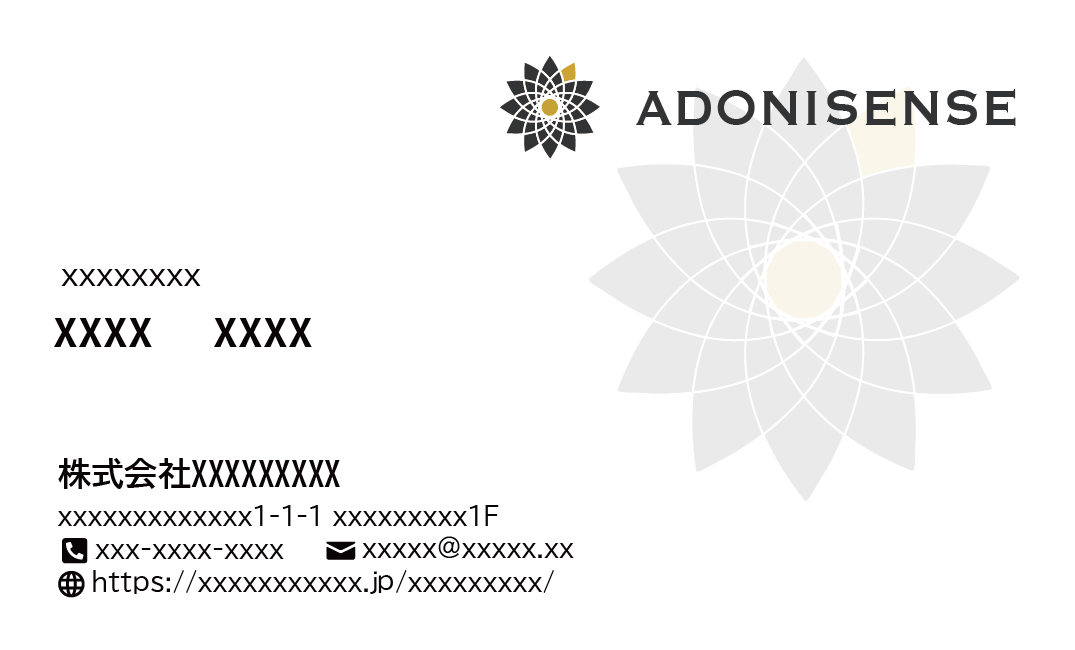 ADONISENSE
xxxxxxxx
XXXX XXXX
株式会社XXXXXXXXX
xxxxxxxxxxxxx1-1-1 xxxxxxxxx1F
xxx-xxxx-xxxx xxxxx@xxxxx.xx
https://xxxxxxxxxxx.jp/xxxxxxxxx/